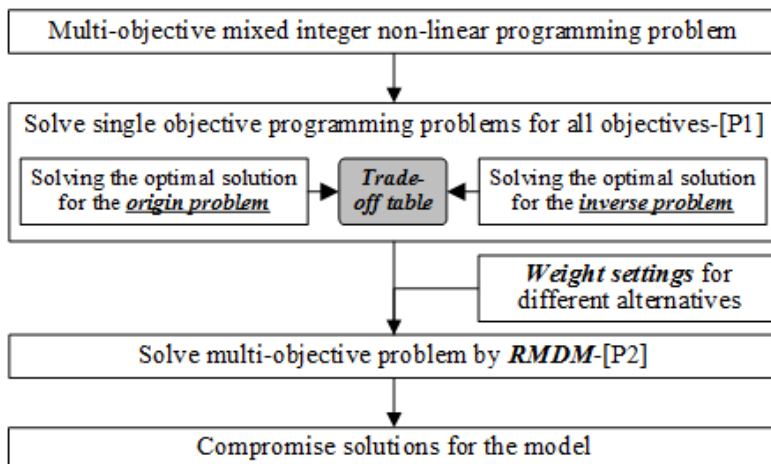 Multi-objective mixed integer non-linear programming problem
Solve single objective programming problems for all objectives-[P1]
Solving the optimal solution
for the origin problem
Trade-
off table
Solving the optimal solution
for the inverse problem
Weight settings for
different alternatives
Solve multi-objective problem by RMDM-[P2]
Compromise solutions for the model